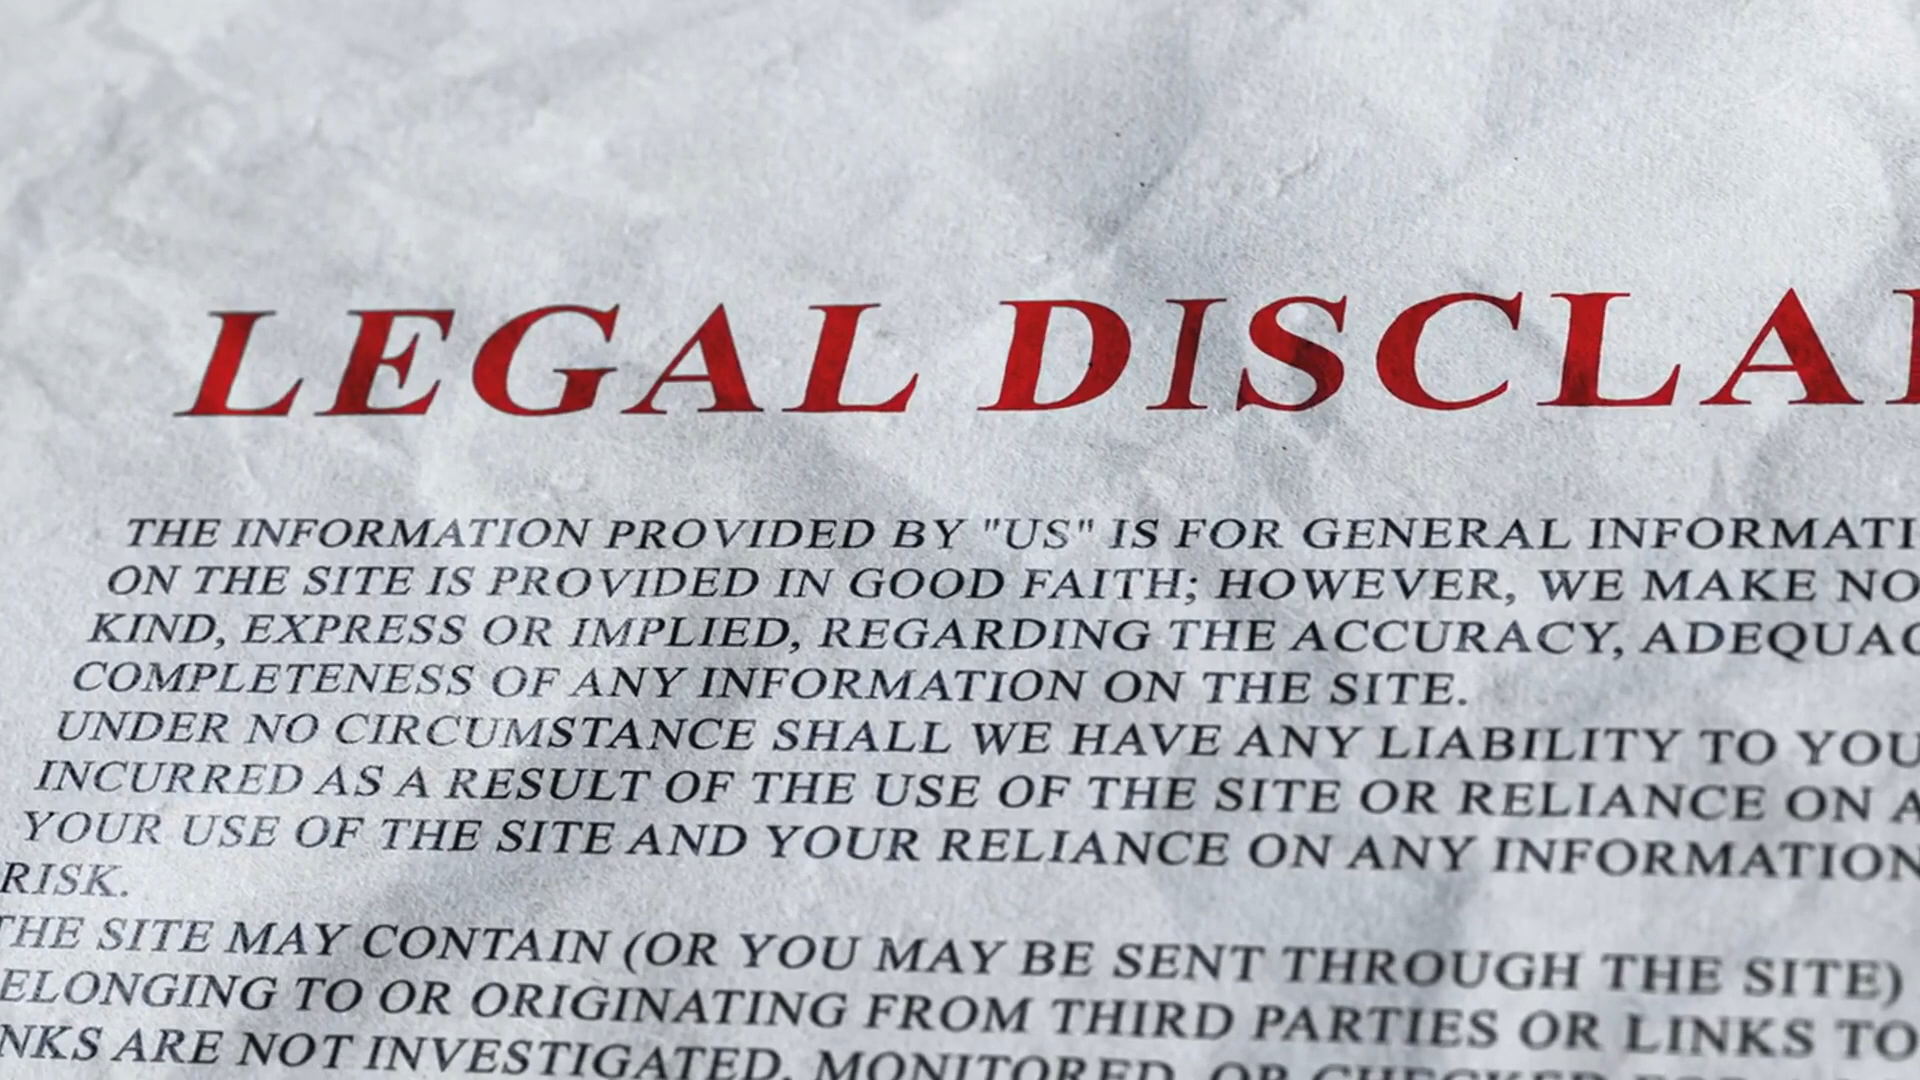 LEGAL DISCLA
THE INFORMATION PROVIDED BY "US" IS FOR GENERAL INFORMATI
ON THE SITE IS PROVIDED IN GOOD FAITH; HOWEVER, WE MAKE NO
KIND, EXPRESS OR IMPLIED, REGARDING THE ACCURACY, ADEQUAC
COMPLETENESS OF ANY INFORMATION ON THE SITE.
UNDER NO CIRCUMSTANCE SHALL WE HAVE ANY LIABILITY TO YOU
INCURRED AS A RESULT OF THE USE OF THE SITE OR RELIANCE ON A
YOUR USE OF THE SITE AND YOUR RELIANCE ON ANY INFORMATION
RISK.
THE SITE MAY CONTAIN (OR YOU MAY BE SENT THROUGH THE SITE)
ELONGING TO OR ORIGINATING FROM THIRD PARTIES OR LINKS TO
NKS ARE NOT INVESTIGATED, MONITORED, OR CHECKED